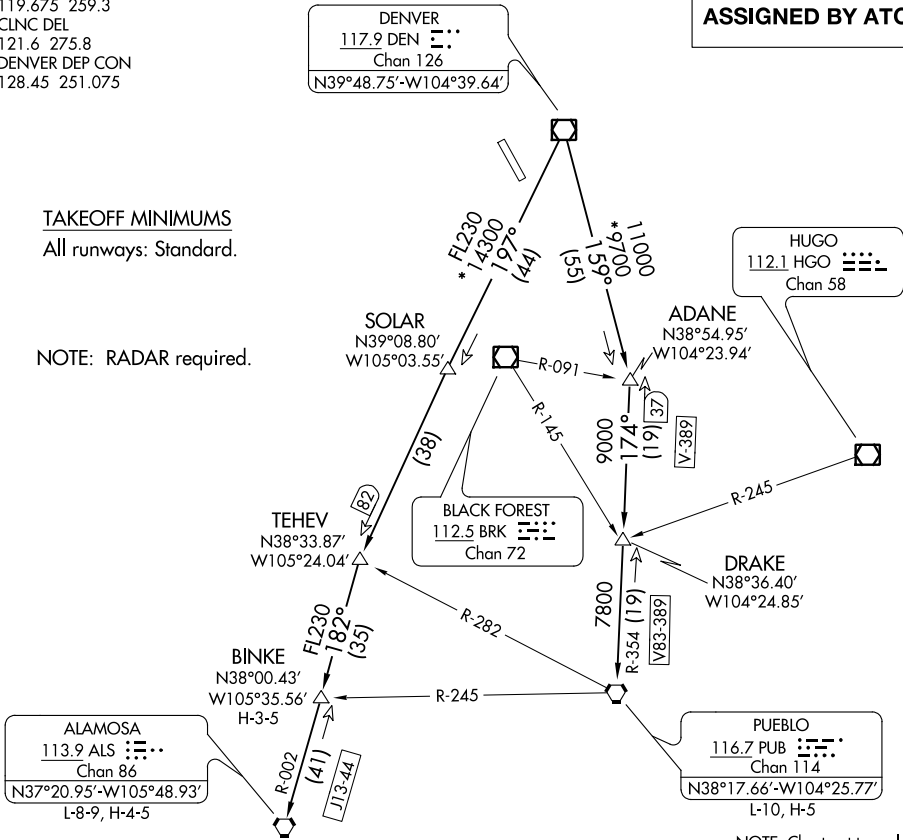 119.675 259.3
CLNC DEL
121.6 275.8
DENVER DEP CON
128.45 251.075
ASSIGNED BY ATC
DENVER
117.9 DEN
Chan 126
N39°48.75′-W104°39.64′
TAKEOFF MINIMUMS
All runways: Standard.
NOTE: RADAR required.
FL230
*14300
197°
(44)
11000
*9700
159°
(55)
HUGO
112.1 HGO
Chan 58
SOLAR
N39°08.80′
W105°03.55′
ADANE
N38°54.95′
W104°23.94′
R-091
R-145
37
9000
174°
(19)
V-389
R-245
(38)
82
BLACK FOREST
112.5 BRK
Chan 72
TEHEV
N38°33.87′
W105°24.04′
DRAKE
N38°36.40′
W104°24.85′
R-282
7800
R-354 (19)
V83-389
FL230
182°
(35)
BINKE
N38°00.43′
W105°35.56′
H-3-5
R-245
ALAMOSA
113.9 ALS
Chan 86
N37°20.95′-W105°48.93′
L-8-9, H-4-5
R-002
(41)
J13-44
PUEBLO
116.7 PUB
Chan 114
N38°17.66′-W104°25.77′
L-10, H-5